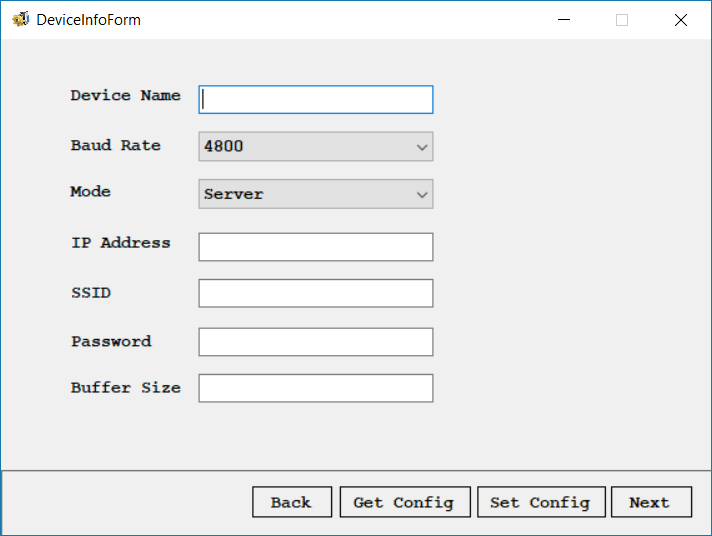 DeviceInfoForm
Device Name
Baud Rate 4800
Mode Server
IP Address
SSID
Password
Buffer Size
Back Get Config Set Config Next